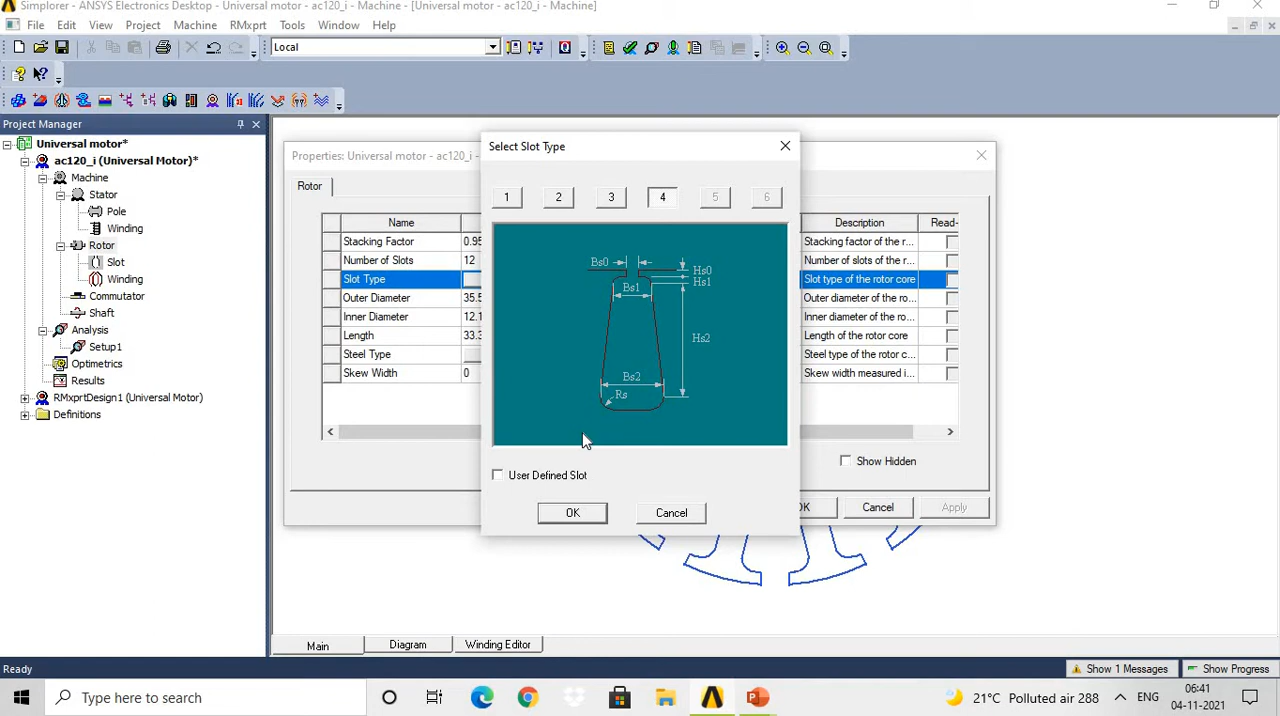 Simplorer - ANSYS Electronics Desktop - Universal motor - ac120_i - Machine - [Universal motor - ac120_i - Machine]
File Edit View Project Machine RMxprt Tools Window Help
Local
Project Manager
Universal motor*
ac120_i (Universal Motor)*
Machine
Stator
Pole
Winding
Rotor
Slot
Winding
Commutator
Shaft
Analysis
Setup1
Optimetrics
Results
RMxprtDesign1 (Universal Motor)
Definitions
Properties: Universal motor - ac120_i -
Rotor
Name Description Read-
Stacking Factor 0.95 Stacking factor of the r...
Number of Slots 12 Number of slots of the r...
Slot Type Slot type of the rotor core
Outer Diameter 35.5 Outer diameter of the ro...
Inner Diameter 12.1 Inner diameter of the ro...
Length 33.3 Length of the rotor core
Steel Type Steel type of the rotor c...
Skew Width 0 Skew width measured i...
Show Hidden
OK Cancel Apply
Select Slot Type
1 2 3 4 5 6
Bs0
Hs0
Hs1
Bs1
Hs2
Bs2
Rs
User Defined Slot
OK Cancel
Main Diagram Winding Editor
Ready Show 1 Messages Show Progress
Type here to search
21°C Polluted air 288
ENG
06:41
04-11-2021